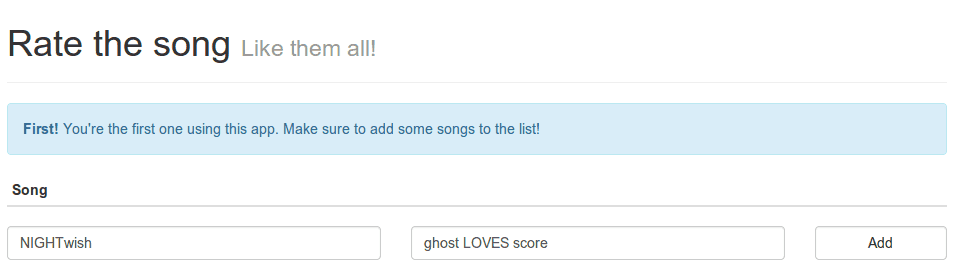 Rate the song Like them all!
First! You're the first one using this app. Make sure to add some songs to the list!
Song
NIGHTwish ghost LOVES score Add